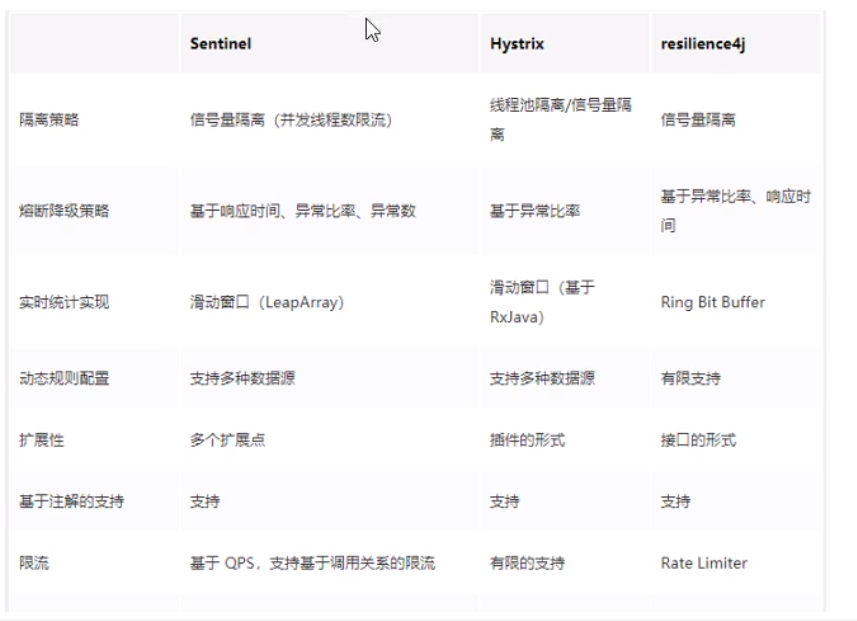 Sentinel Hystrix resilience4j
隔离策略 信号量隔离（并发线程数限流） 线程池隔离/信号量隔
离 信号量隔离
熔断降级策略 基于响应时间、异常比率、异常数 基于异常比率 基于异常比率、响应时
间
实时统计实现 滑动窗口（LeapArray） 滑动窗口（基于
RxJava） Ring Bit Buffer
动态规则配置 支持多种数据源 支持多种数据源 有限支持
扩展性 多个扩展点 插件的形式 接口的形式
基于注解的支持 支持 支持 支持
限流 基于 QPS，支持基于调用关系的限流 有限的支持 Rate Limiter